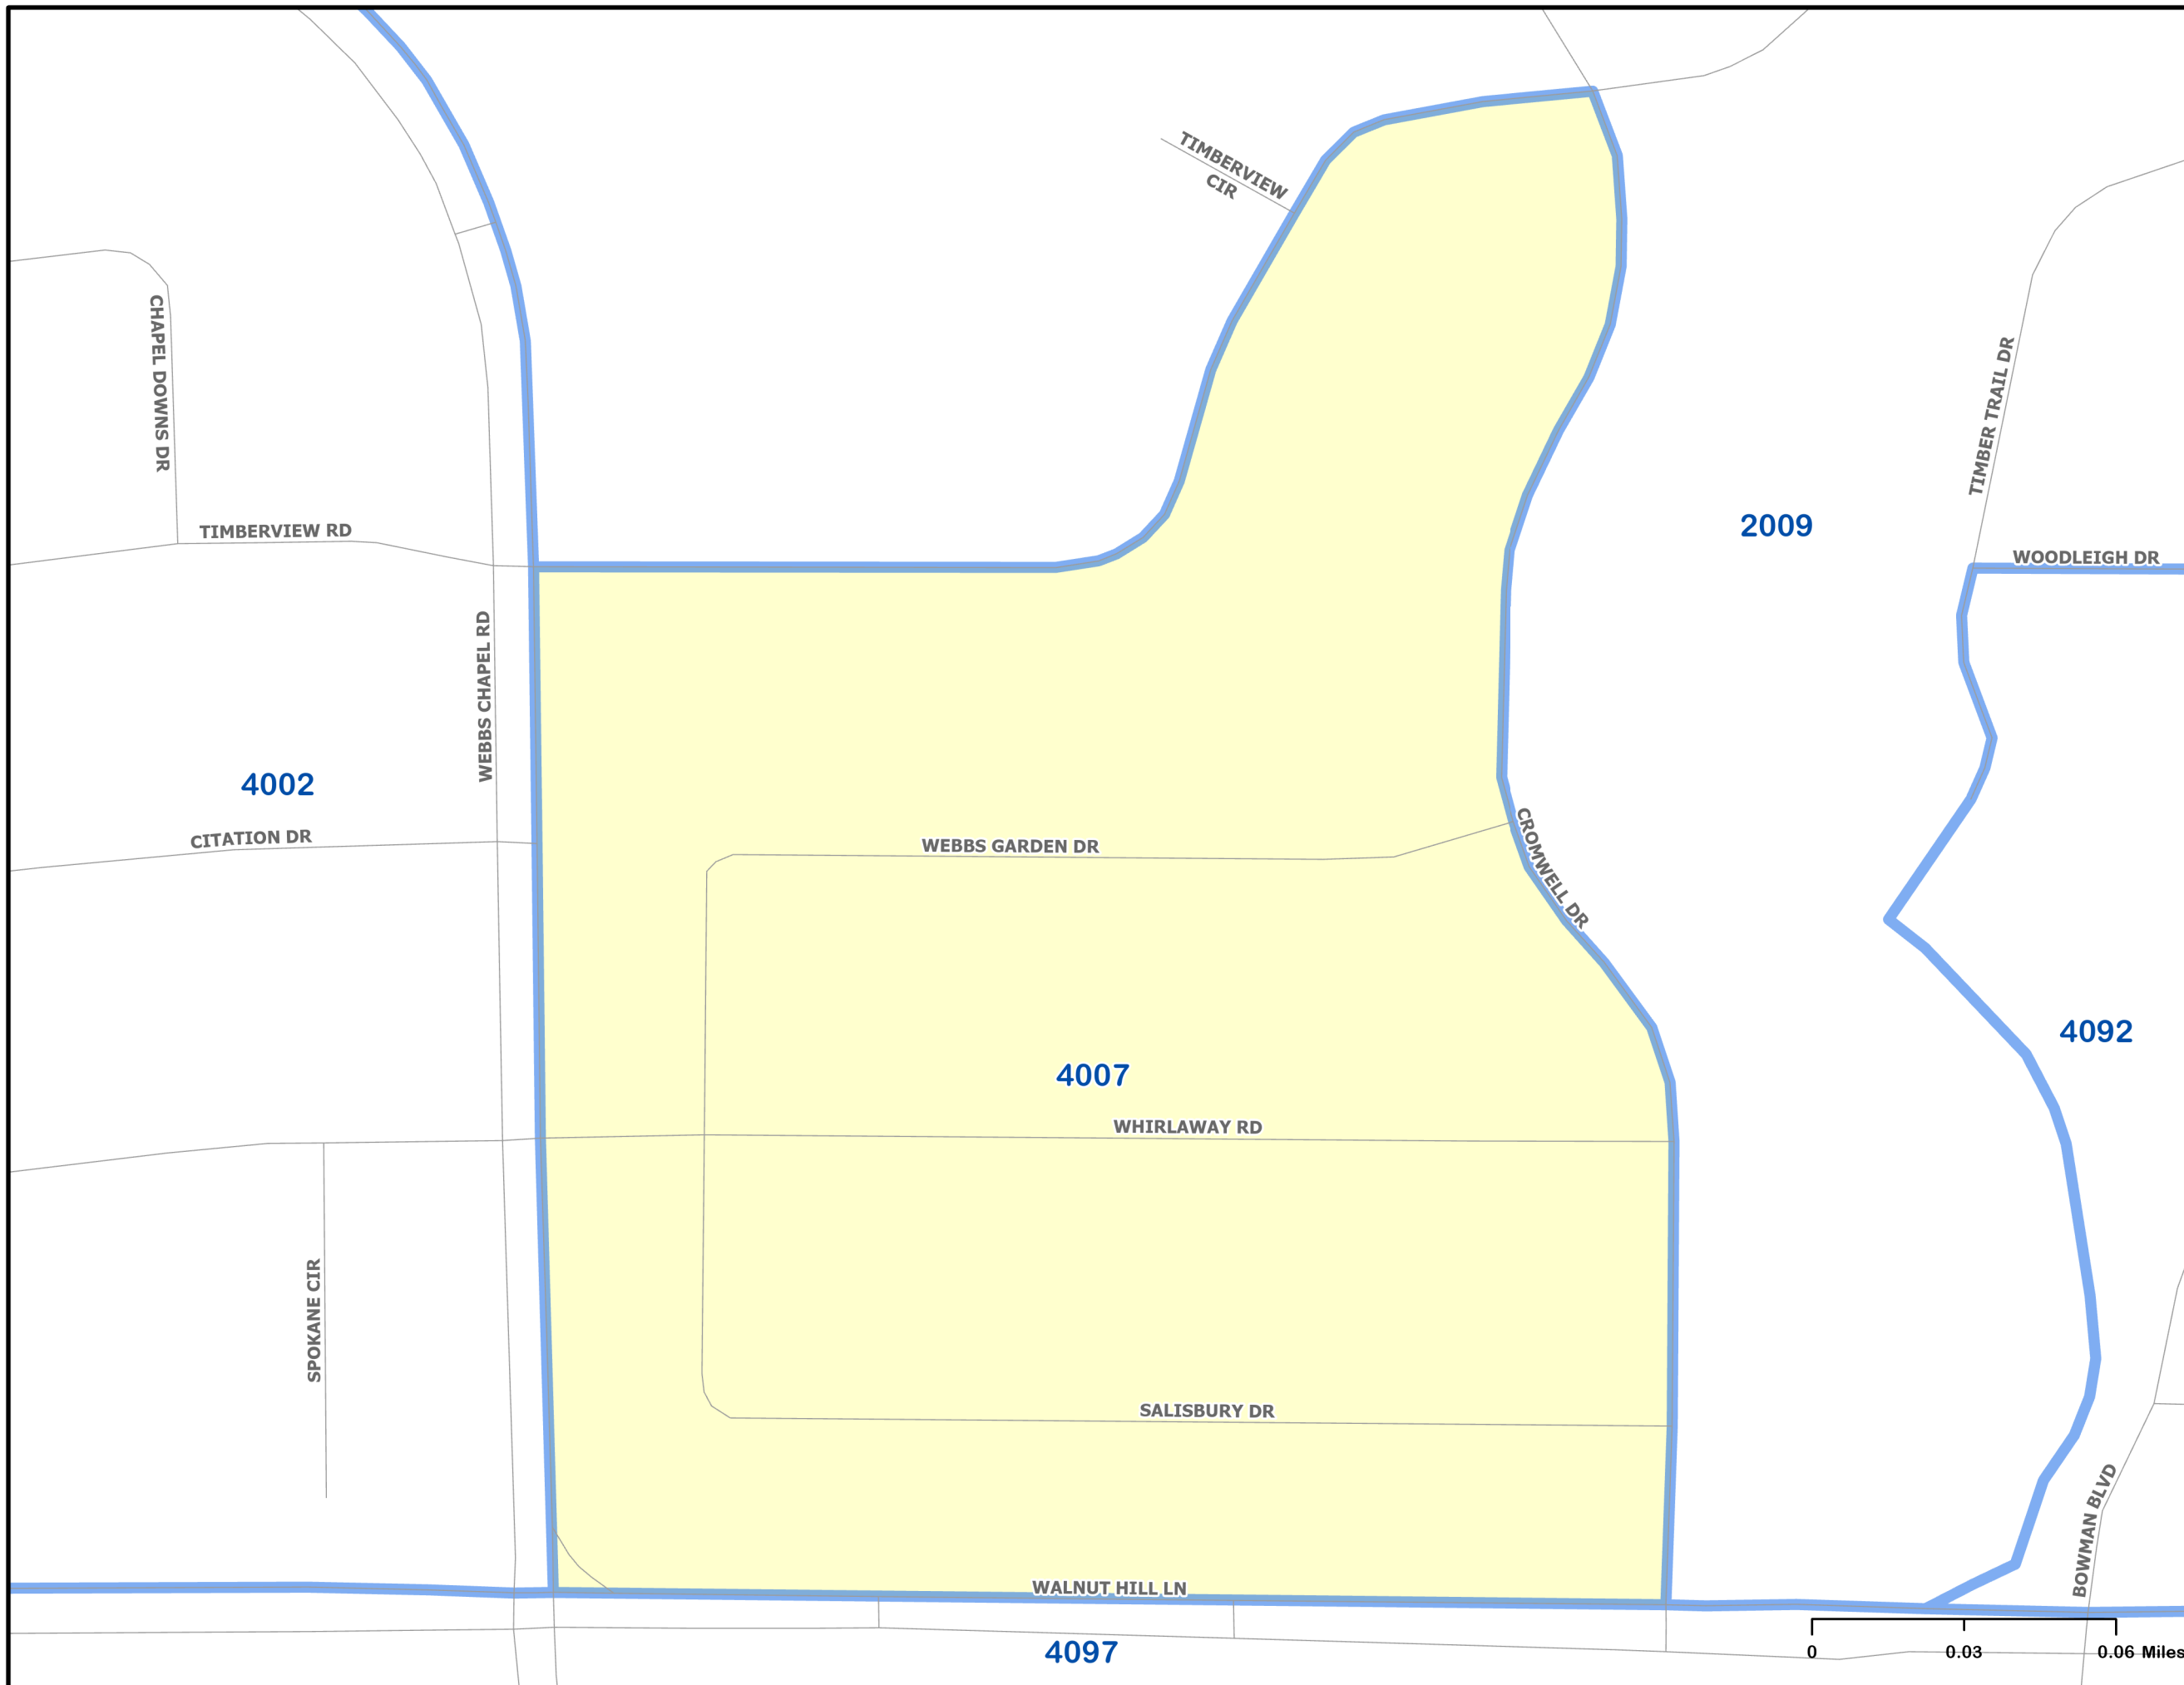 TIMBERVIEW
CIR
CHAPEL DOWNS DR
TIMBERVIEW RD
TIMBER TRAIL DR
2009
WOODLEIGH DR
WEBBS CHAPEL RD
4002
CITATION DR
WEBBS GARDEN DR
CROMWELL DR
4092
4007
WHIRLAWAY RD
SPOKANE CIR
SALISBURY DR
BOWMAN BLVD
WALNUT HILL LN
4097
0 0.03 0.06 Miles